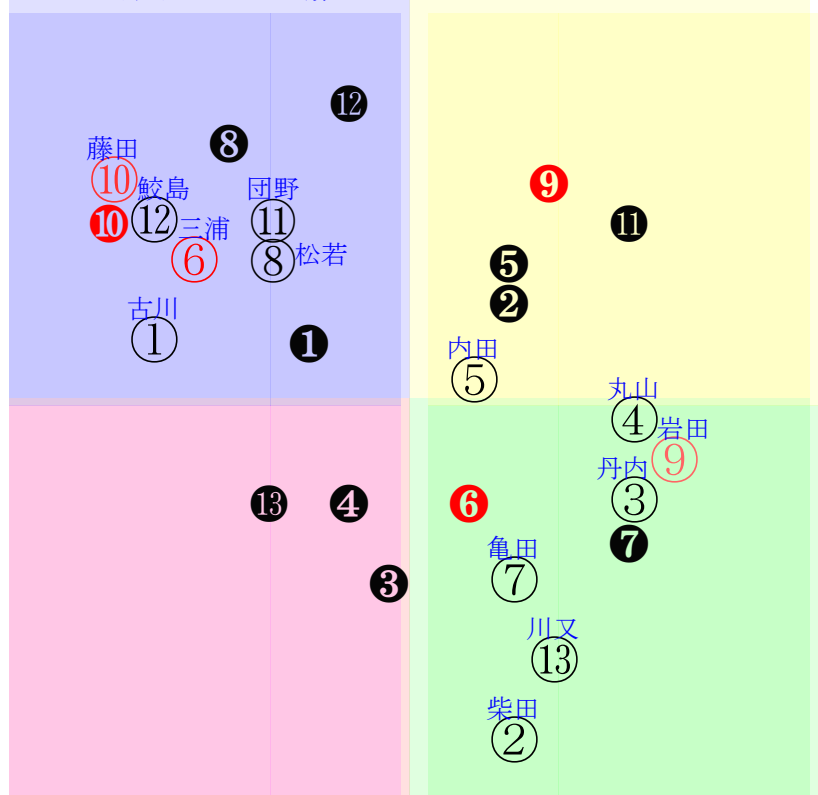 ⓬
❽
藤田
⑩
❾
鮫島
団野
❿
⑫
三浦
⑪
⓫
⑥
⑧
松若
❺
❷
古川
①
❶
内田
⑤
丸山
④
岩田
⑨
丹内
③
⓭
❹
❻
❼
亀田
⑦
❸
川又
⑬
柴田
②